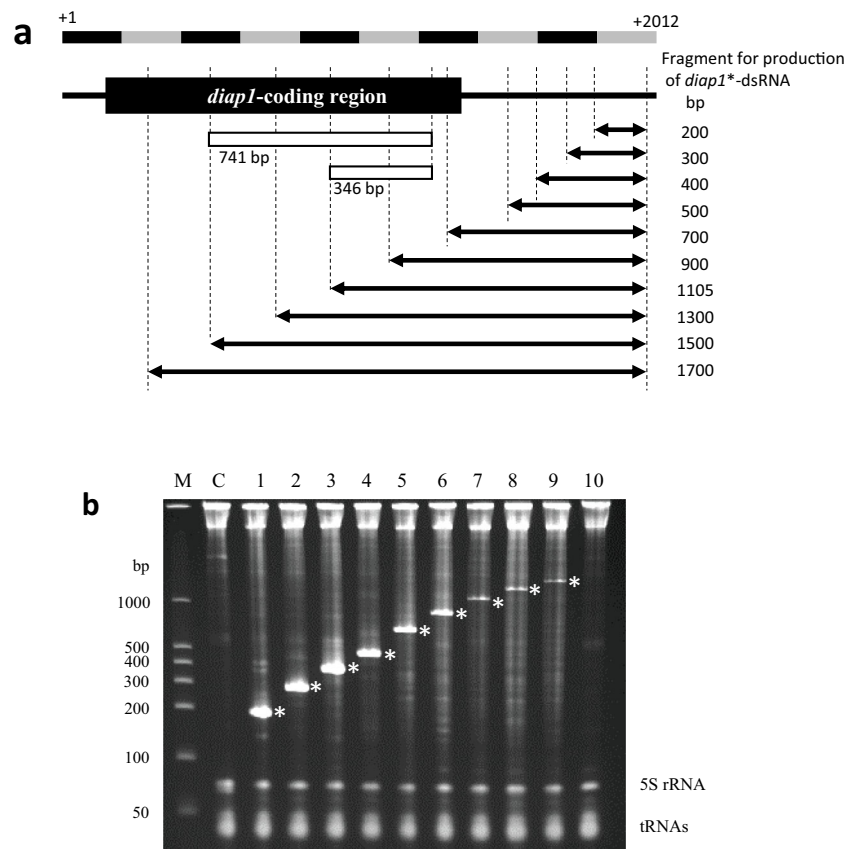 a
+1
+2012
Fragment for production
of diap1*-dsRNA
bp
diap1-coding region
741 bp
346 bp
200
300
400
500
700
900
1105
1300
1500
1700
b
M C 1 2 3 4 5 6 7 8 9 10
bp
1000
500
400
300
200
100
50
* * * * * * * * *
5S rRNA
tRNAs